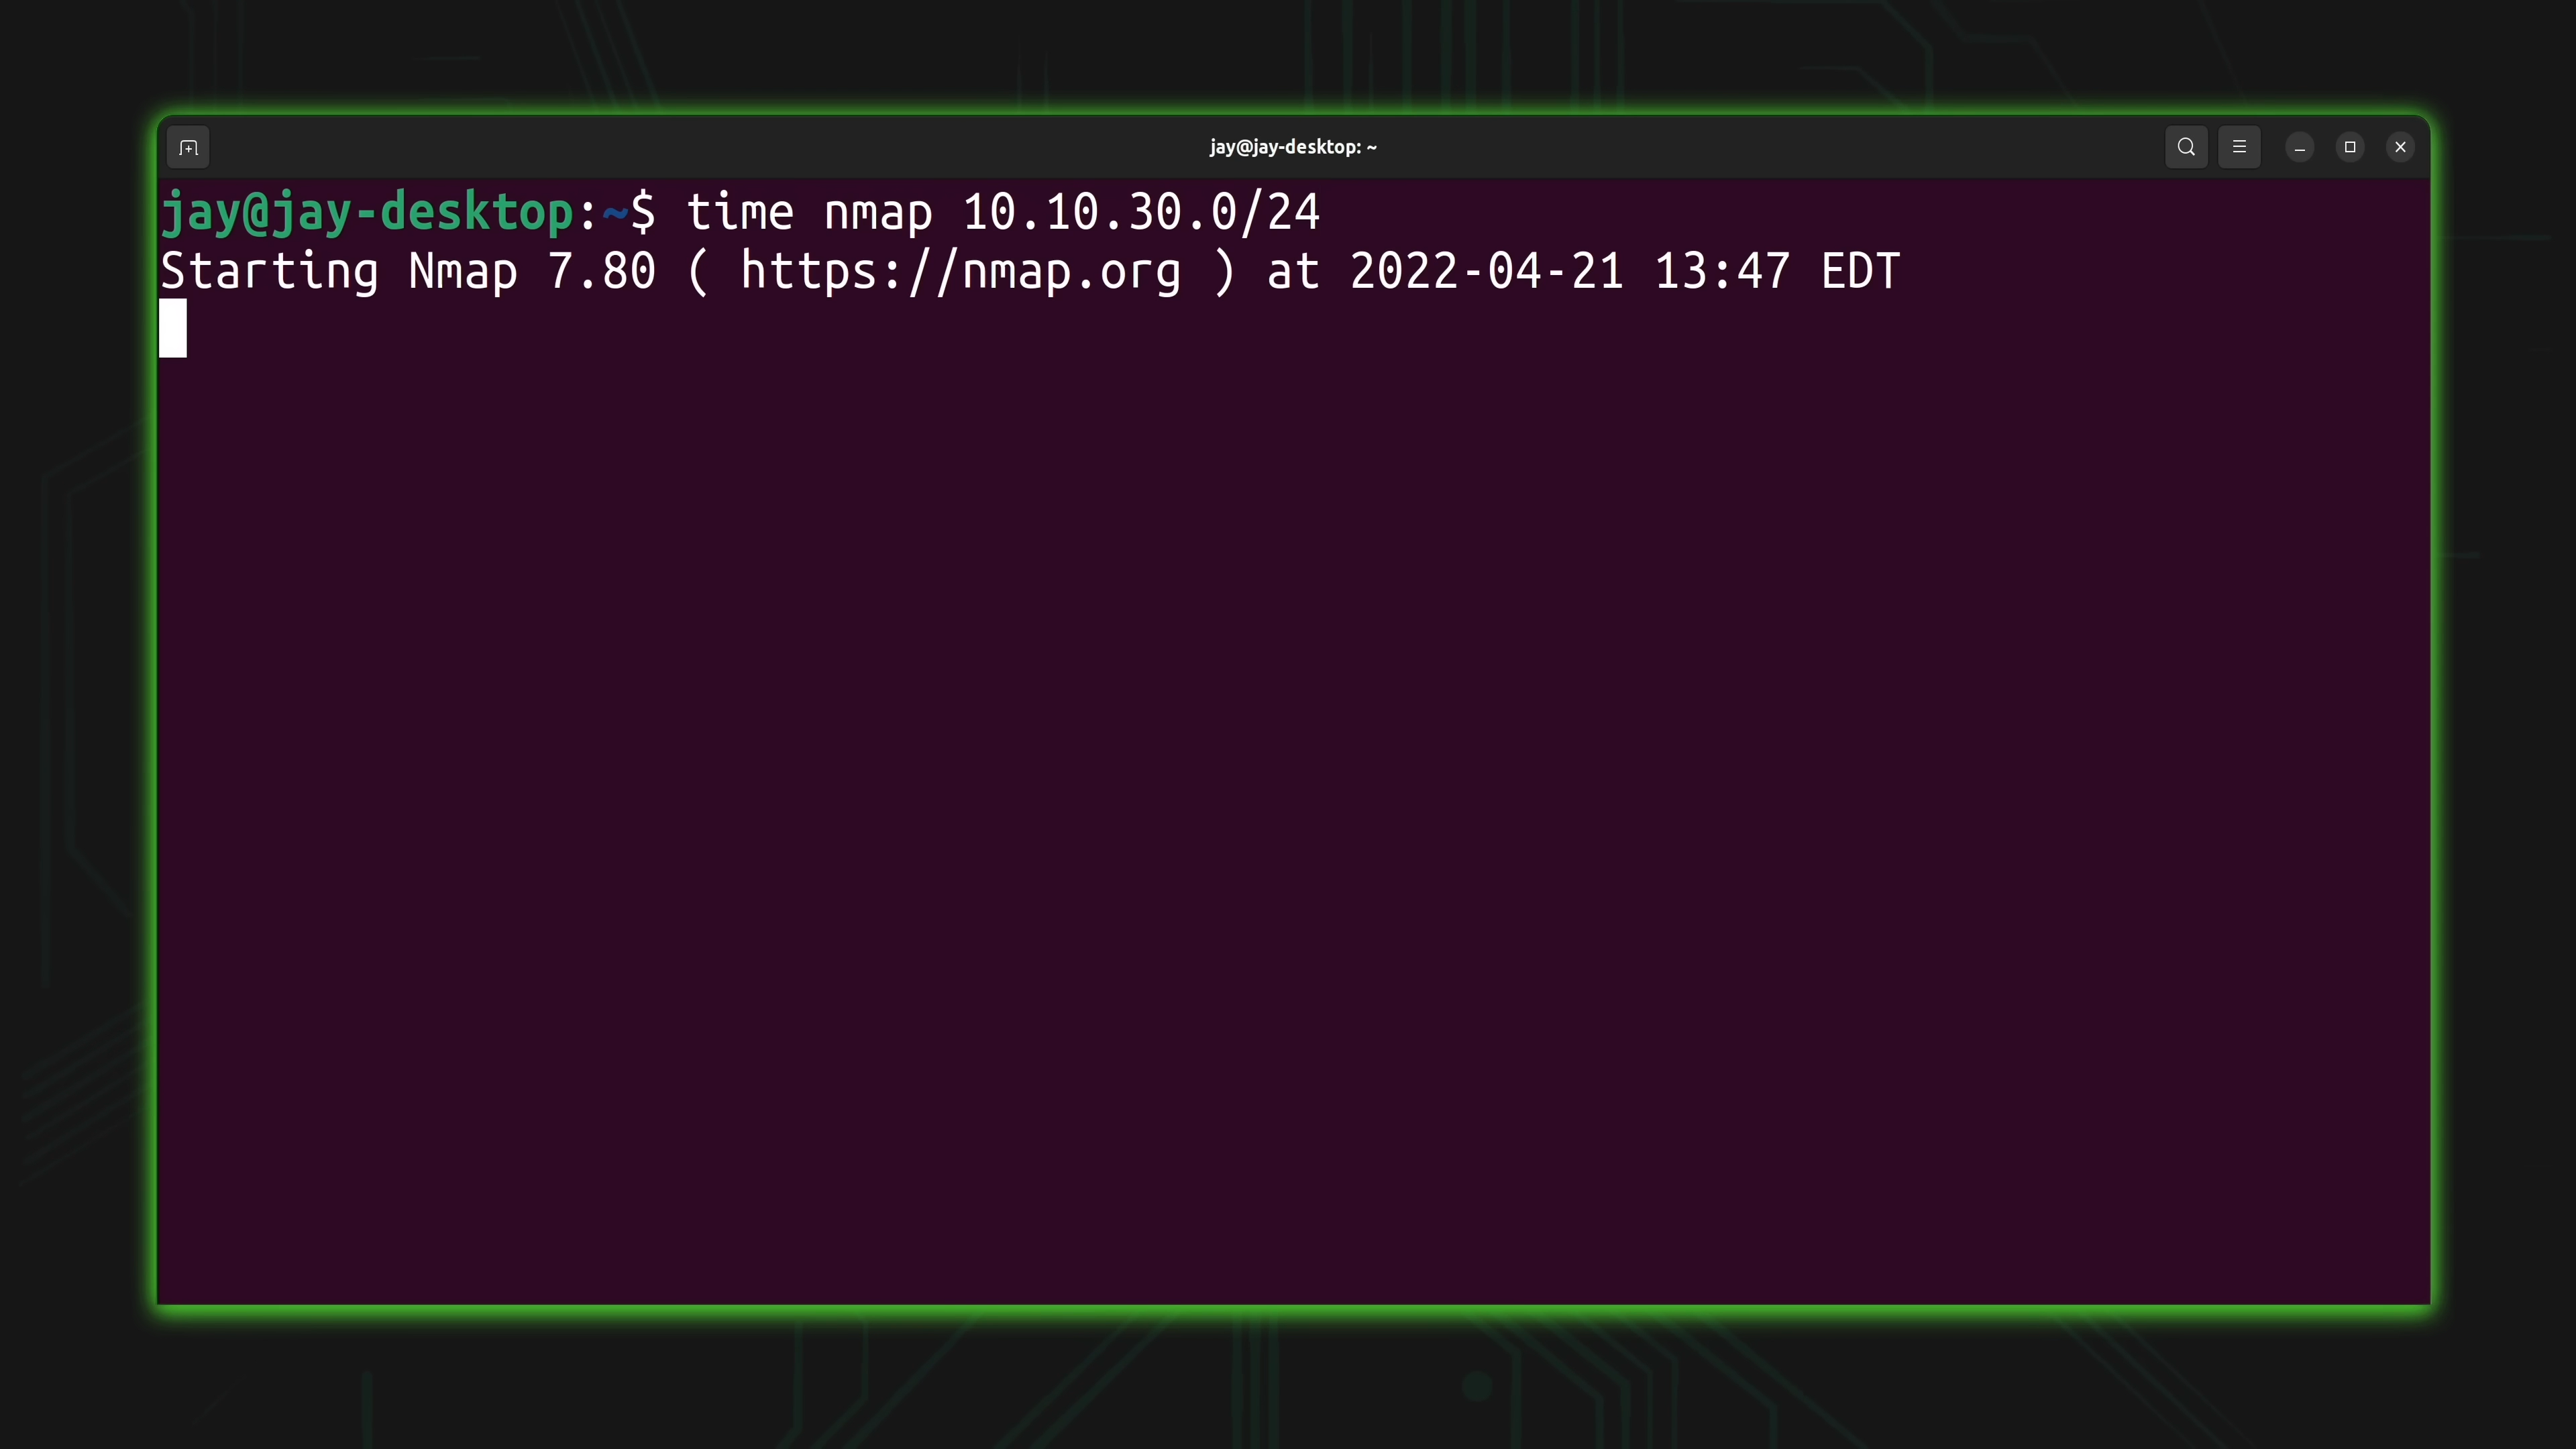 jay@jay-desktop: ~
jay@jay-desktop:~$ time nmap 10.10.30.0/24
Starting Nmap 7.80 ( https://nmap.org ) at 2022-04-21 13:47 EDT